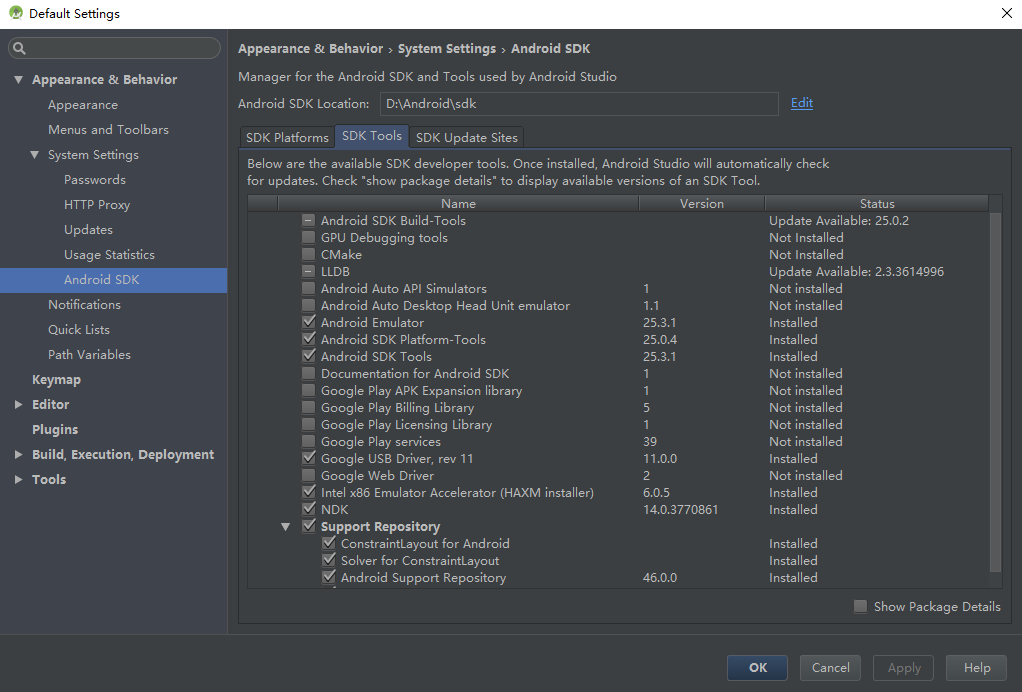 Default Settings
Appearance & Behavior
Appearance
Menus and Toolbars
System Settings
Passwords
HTTP Proxy
Updates
Usage Statistics
Android SDK
Notifications
Quick Lists
Path Variables
Keymap
Editor
Plugins
Build, Execution, Deployment
Tools
Appearance & Behavior › System Settings › Android SDK
Manager for the Android SDK and Tools used by Android Studio
Android SDK Location: D:\Android\sdk Edit
SDK Platforms SDK Tools SDK Update Sites
Below are the available SDK developer tools. Once installed, Android Studio will automatically check
for updates. Check "show package details" to display available versions of an SDK Tool.
Name Version Status
Android SDK Build-Tools Update Available: 25.0.2
GPU Debugging tools Not Installed
CMake Not Installed
LLDB Update Available: 2.3.3614996
Android Auto API Simulators 1 Not installed
Android Auto Desktop Head Unit emulator 1.1 Not installed
Android Emulator 25.3.1 Installed
Android SDK Platform-Tools 25.0.4 Installed
Android SDK Tools 25.3.1 Installed
Documentation for Android SDK 1 Not installed
Google Play APK Expansion library 1 Not installed
Google Play Billing Library 5 Not installed
Google Play Licensing Library 1 Not installed
Google Play services 39 Not installed
Google USB Driver, rev 11 11.0.0 Installed
Google Web Driver 2 Not installed
Intel x86 Emulator Accelerator (HAXM installer) 6.0.5 Installed
NDK 14.0.3770861 Installed
Support Repository
ConstraintLayout for Android Installed
Solver for ConstraintLayout Installed
Android Support Repository 46.0.0 Installed
Show Package Details
OK Cancel Apply Help